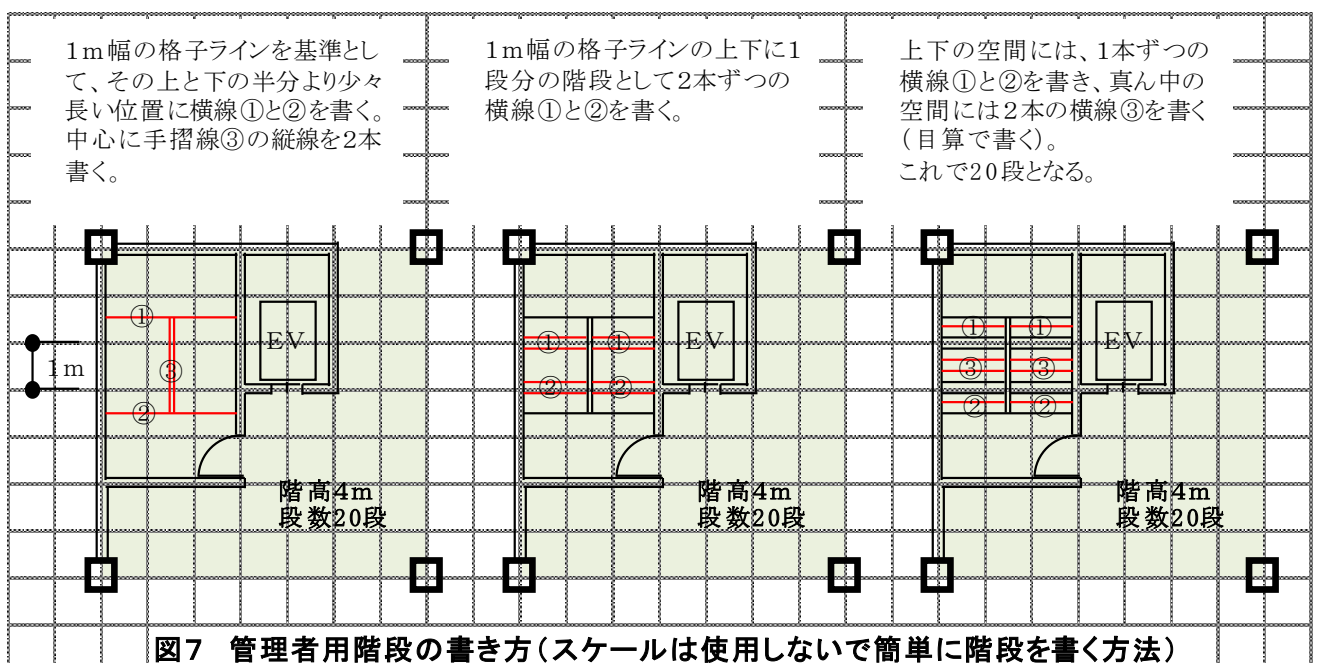 1m幅の格子ラインを基準とし
て、その上と下の半分より少々
長い位置に横線①と②を書く。
中心に手摺線③の縦線を2本
書く。
1m幅の格子ラインの上下に1
段分の階段として2本ずつの
横線①と②を書く。
上下の空間には、1本ずつの
横線①と②を書き、真ん中の
空間には2本の横線③を書く
(目算で書く)。
これで20段となる。
①
EV
1m
③
②
階高4m
段数20段
① ①
EV
② ②
階高4m
段数20段
① ①
EV
③ ③
② ②
階高4m
段数20段
図7 管理者用階段の書き方(スケールは使用しないで簡単に階段を書く方法)